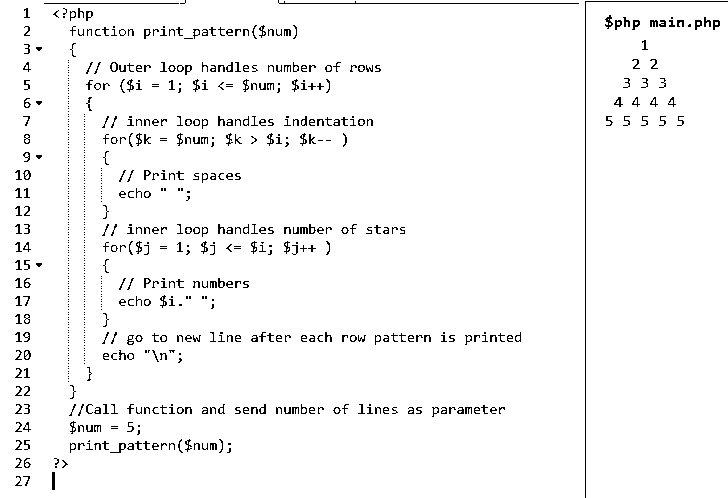 1 <?php
2 function print_pattern($num)
3 {
4 // Outer loop handles number of rows
5 for ($i = 1; $i <= $num; $i++)
6 {
7 // inner loop handles indentation
8 for($k = $num; $k > $i; $k-- )
9 {
10 // Print spaces
11 echo " ";
12 }
13 // inner loop handles number of stars
14 for($j = 1; $j <= $i; $j++ )
15 {
16 // Print numbers
17 echo $i." ";
18 }
19 // go to new line after each row pattern is printed
20 echo "\n";
21 }
22 }
23 //Call function and send number of lines as parameter
24 $num = 5;
25 print_pattern($num);
26 ?>
27
$php main.php
1
2 2
3 3 3
4 4 4 4
5 5 5 5 5